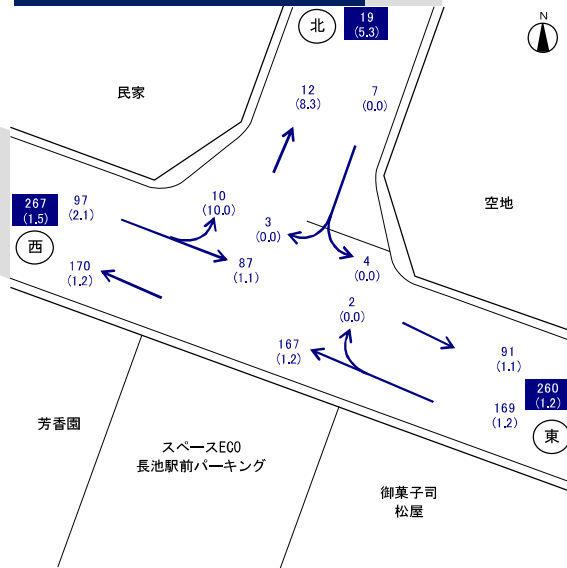 北
19
(5.3)
N
民家
12
(8.3)
7
(0.0)
空地
267
(1.5)
97
(2.1)
10
(10.0)
西
3
(0.0)
170
(1.2)
87
(1.1)
4
(0.0)
2
(0.0)
167
(1.2)
91
(1.1)
260
(1.2)
169
(1.2)
東
芳香園
スペースECO
長池駅前パーキング
御菓子司
松屋